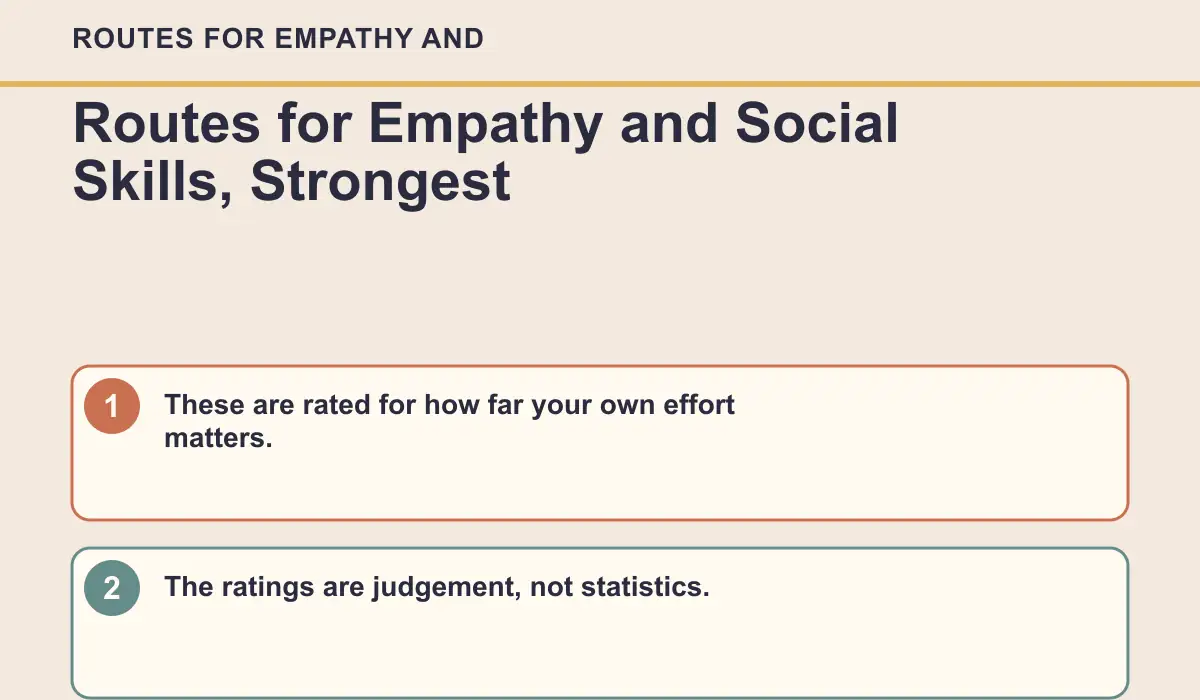 ROUTES FOR EMPATHY AND
Routes for Empathy and Social
Skills, Strongest
1
These are rated for how far your own effort
matters.
2
The ratings are judgement, not statistics.